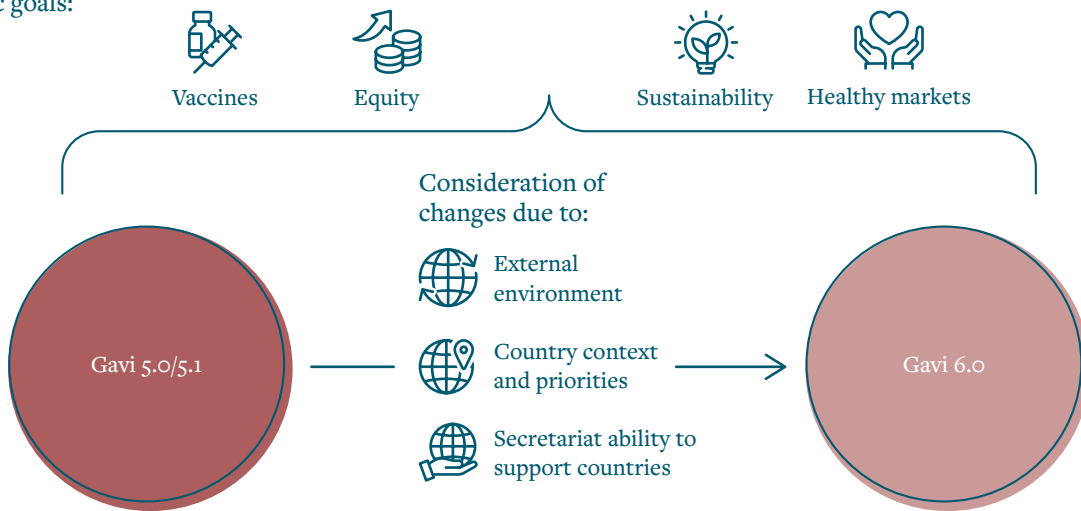 c goals:
Vaccines
Equity
Sustainability
Healthy markets
Consideration of
changes due to:
External
environment
Gavi 5.0/5.1
Country context
and priorities
Gavi 6.0
Secretariat ability to
support countries